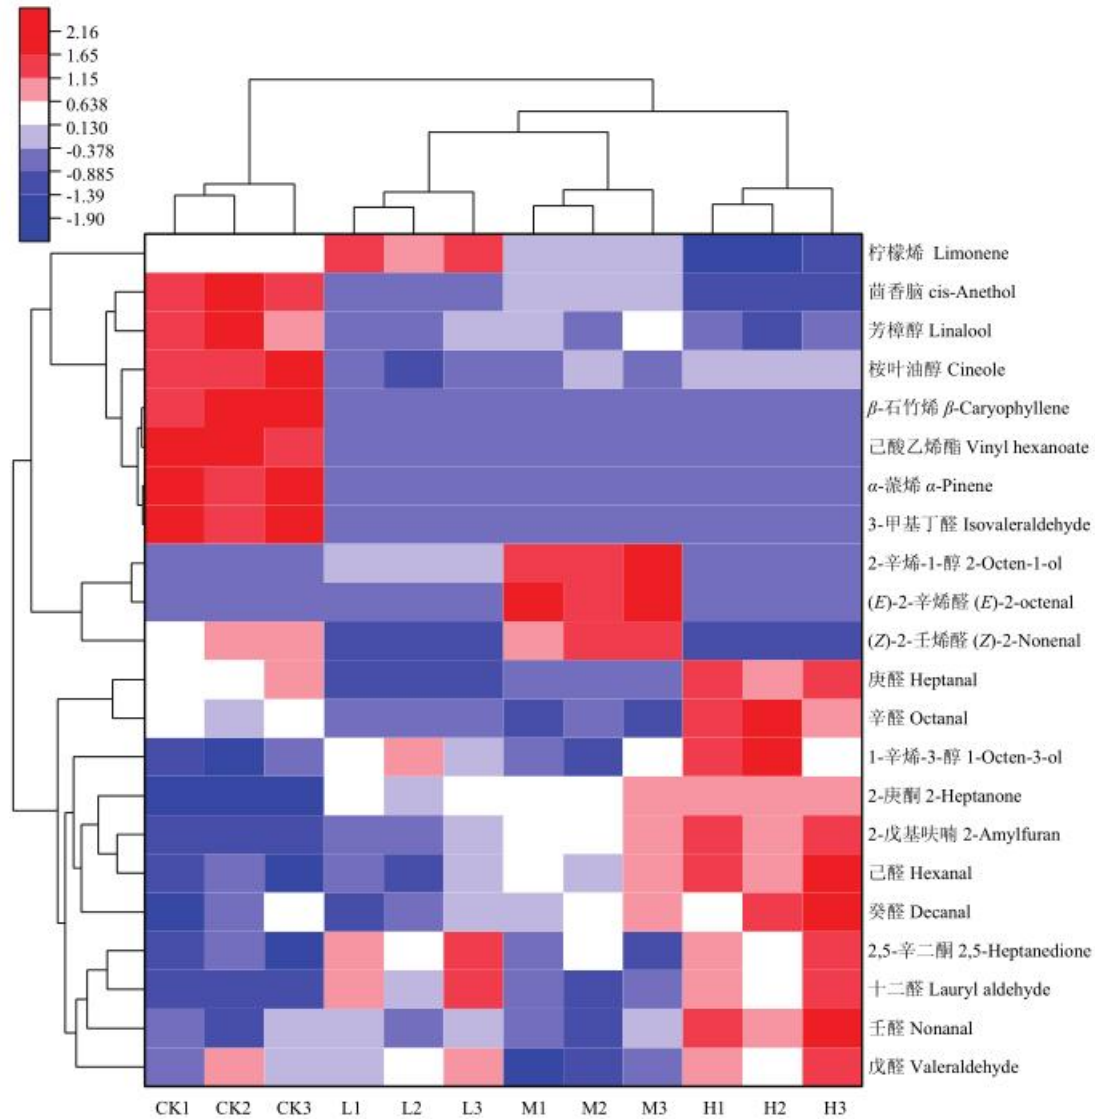 2.16
1.65
1.15
0.638
0.130
-0.378
-0.885
-1.39
-1.90
柠檬烯 Limonene
茴香脑 cis-Anethol
芳樟醇 Linalool
桉叶油醇 Cineole
β-石竹烯 β-Caryophyllene
己酸乙烯酯 Vinyl hexanoate
α-蒎烯 α-Pinene
3-甲基丁醛 Isovaleraldehyde
2-辛烯-1-醇 2-Octen-1-ol
(E)-2-辛烯醛 (E)-2-octenal
(Z)-2-壬烯醛 (Z)-2-Nonenal
庚醛 Heptanal
辛醛 Octanal
1-辛烯-3-醇 1-Octen-3-ol
2-庚酮 2-Heptanone
2-戊基呋喃 2-Amylfuran
己醛 Hexanal
癸醛 Decanal
2,5-辛二酮 2,5-Heptanedione
十二醛 Lauryl aldehyde
壬醛 Nonanal
戊醛 Valeraldehyde
CK1 CK2 CK3 L1 L2 L3 M1 M2 M3 H1 H2 H3